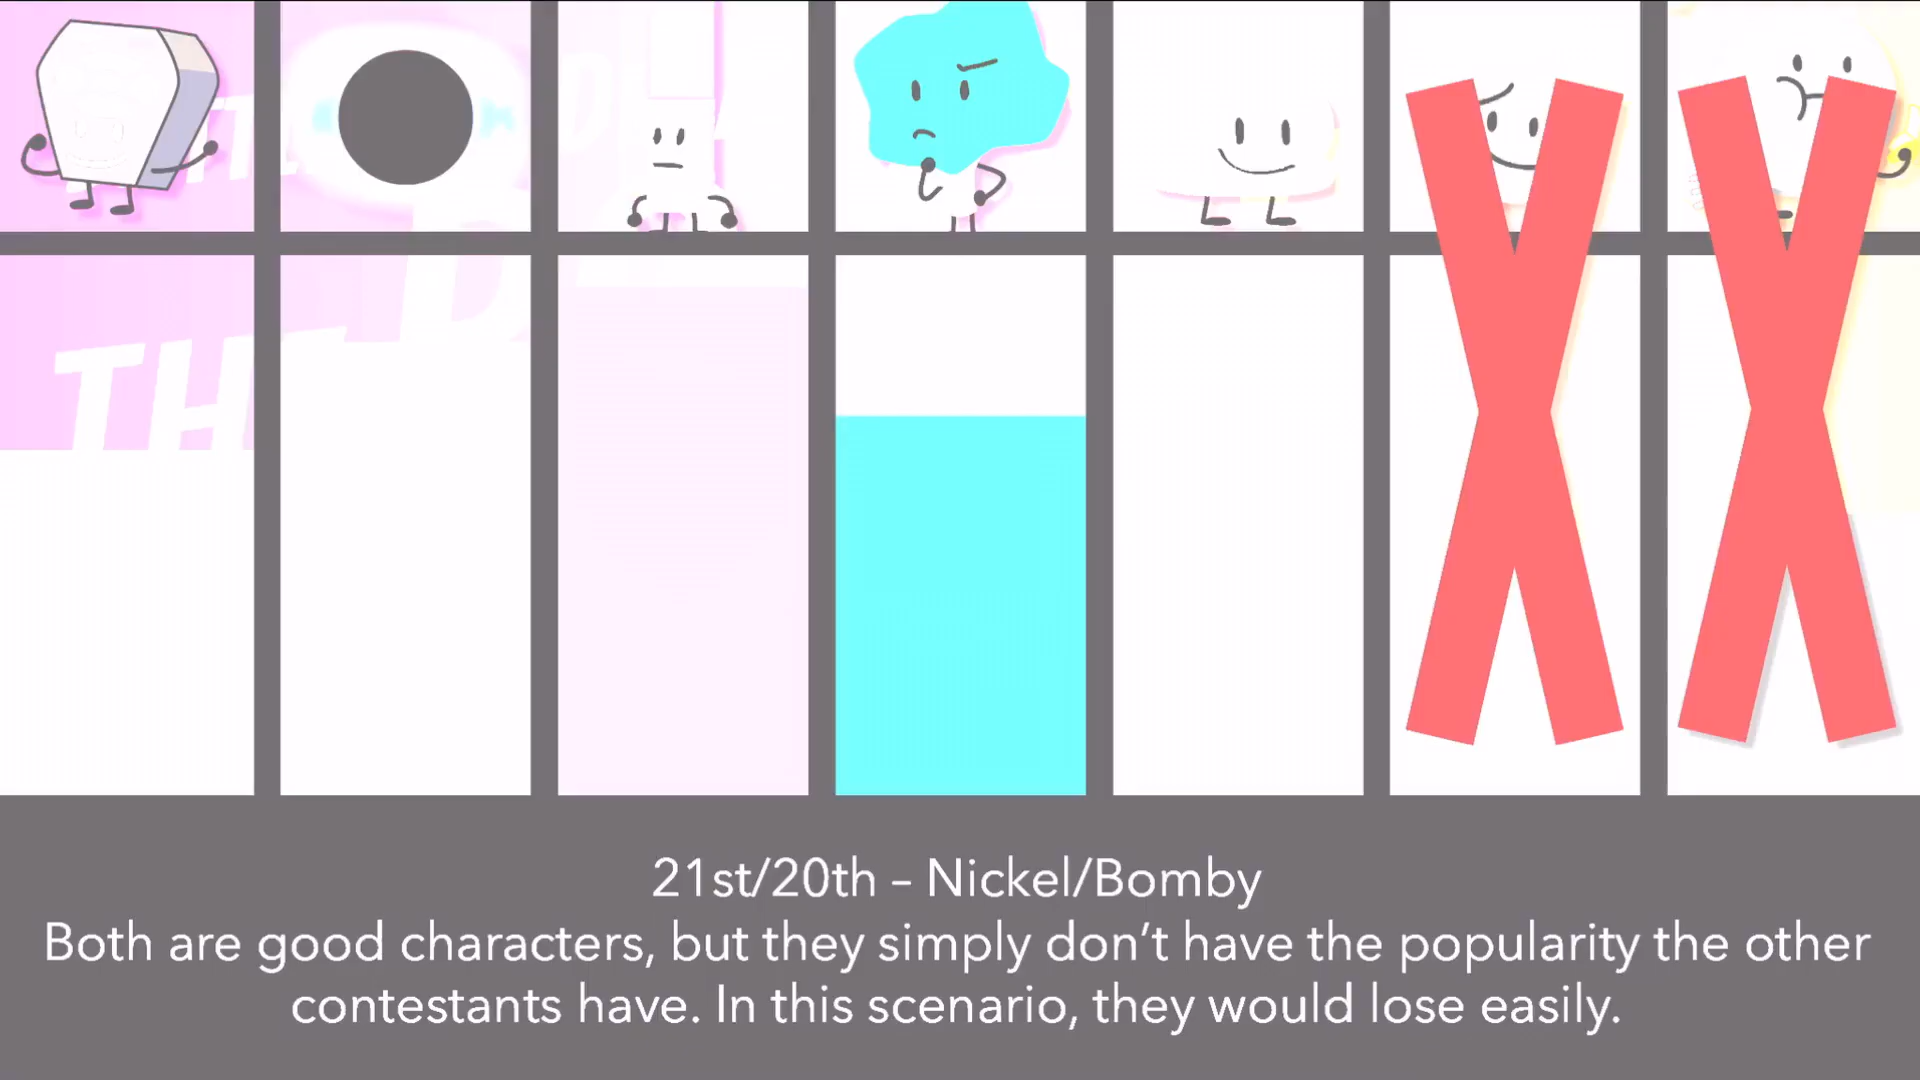 THE
21st/20th – Nickel/Bomby
Both are good characters, but they simply don’t have the popularity the other
contestants have. In this scenario, they would lose easily.